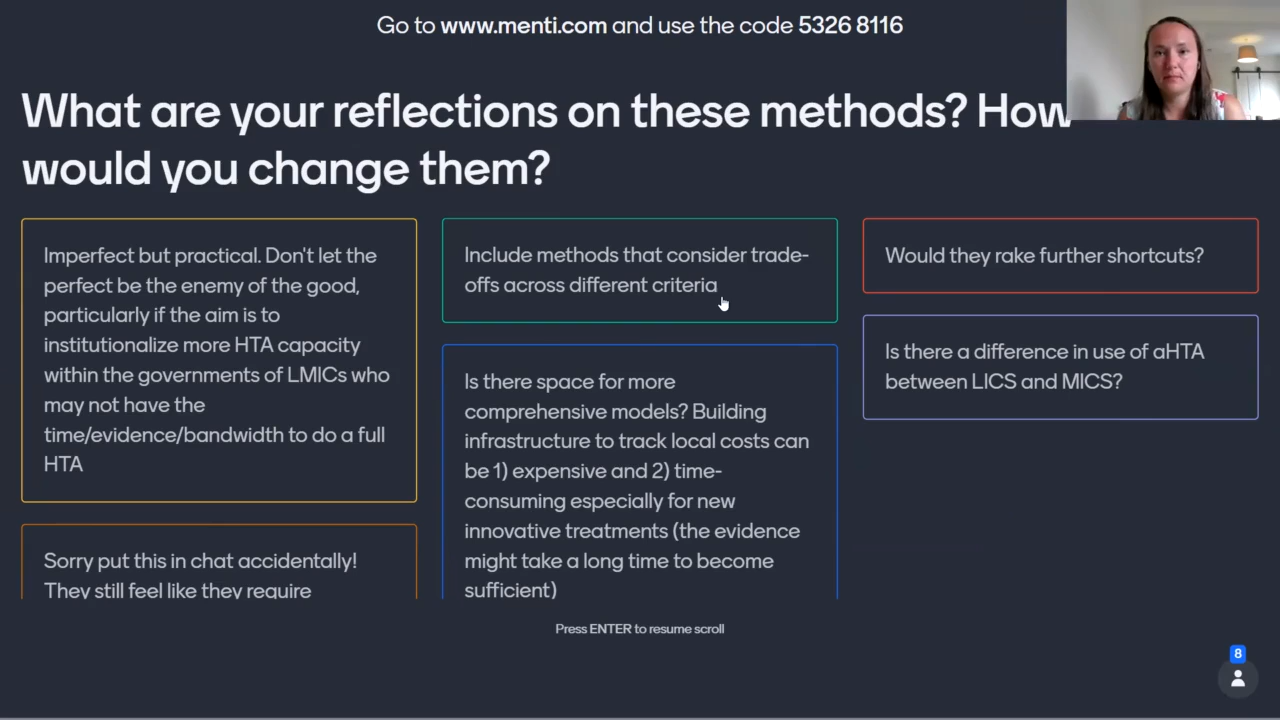 Go to www.menti.com and use the code 5326 8116
What are your reflections on these methods? How
would you change them?
Imperfect but practical. Don't let the
perfect be the enemy of the good,
particularly if the aim is to
institutionalize more HTA capacity
within the governments of LMICs who
may not have the
time/evidence/bandwidth to do a full
HTA
Sorry put this in chat accidentally!
They still feel like they require
Include methods that consider trade-
offs across different criteria
Is there space for more
comprehensive models? Building
infrastructure to track local costs can
be 1) expensive and 2) time-
consuming especially for new
innovative treatments (the evidence
might take a long time to become
sufficient)
Would they rake further shortcuts?
Is there a difference in use of aHTA
between LICS and MICS?
Press ENTER to resume scroll
8